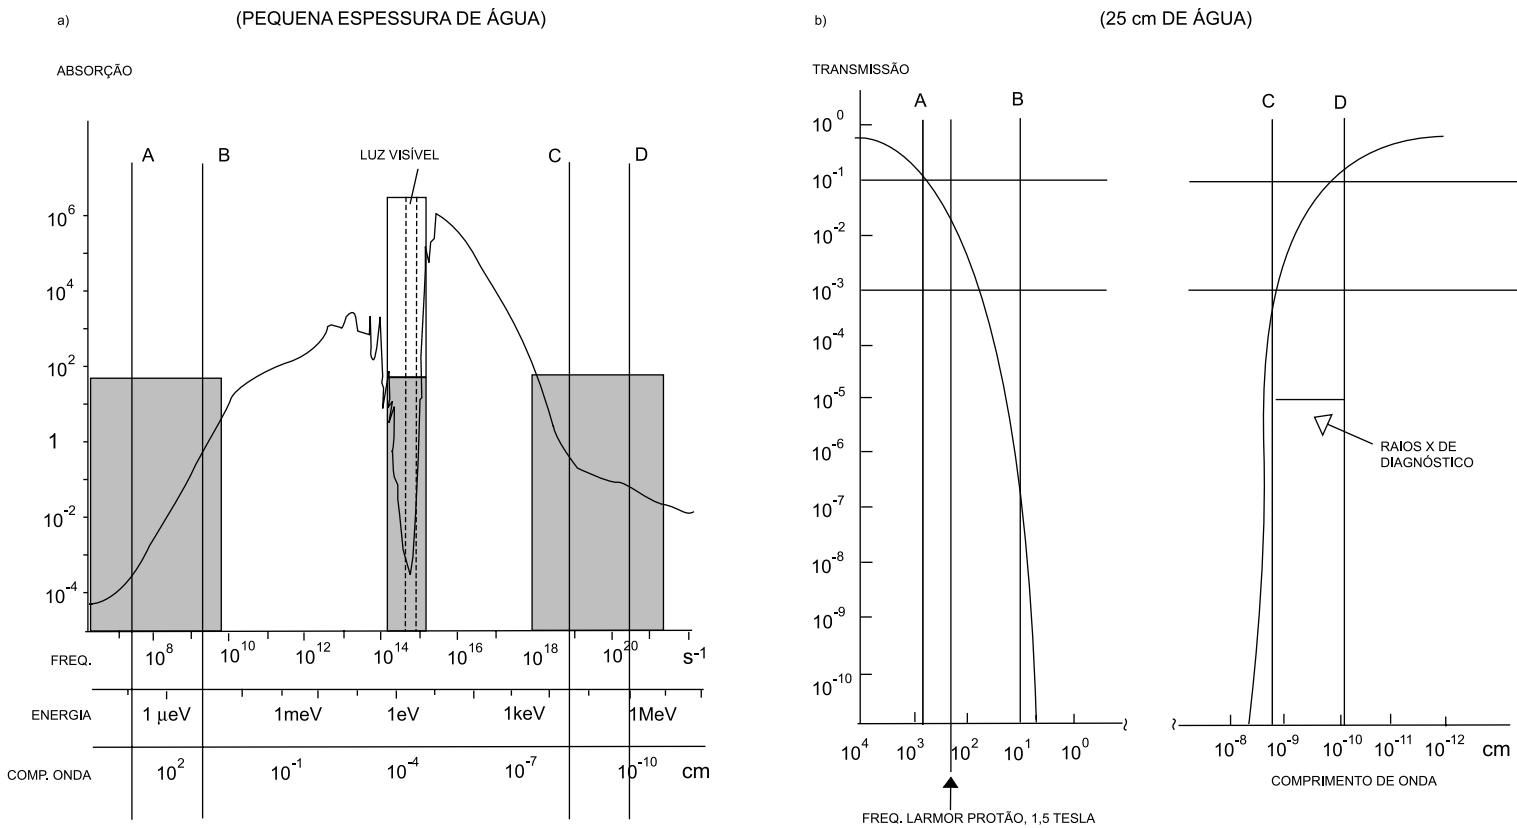 a)
(PEQUENA ESPESSURA DE ÁGUA)
ABSORÇÃO
A
B
LUZ VISÍVEL
C
D
10^6
10^4
10^2
1
10^-2
10^-4
FREQ. 10^8 10^10 10^12 10^14 10^16 10^18 10^20 s^-1
ENERGIA 1 µeV 1meV 1eV 1keV 1MeV
COMP. ONDA 10^2 10^-1 10^-4 10^-7 10^-10 cm
b)
(25 cm DE ÁGUA)
TRANSMISSÃO
A
B
C
D
10^0
10^-1
10^-2
10^-3
10^-4
10^-5
10^-6
10^-7
10^-8
10^-9
10^-10
RAIOS X DE
DIAGNÓSTICO
10^4 10^3 10^2 10^1 10^0 ~ ~ 10^-8 10^-9 10^-10 10^-11 10^-12 cm
COMPRIMENTO DE ONDA
FREQ. LARMOR PROTÃO, 1,5 TESLA